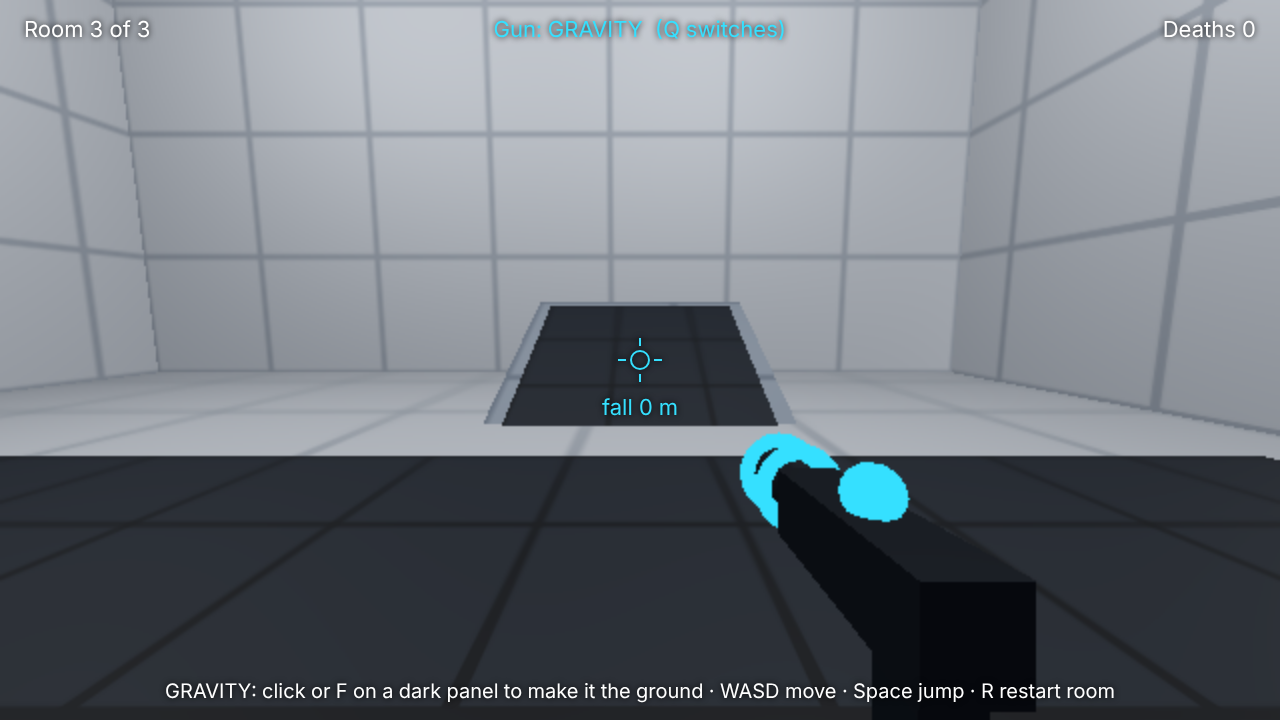 Room 3 of 3
Gun: GRAVITY (Q switches)
Deaths 0
fall 0 m
GRAVITY: click or F on a dark panel to make it the ground · WASD move · Space jump · R restart room